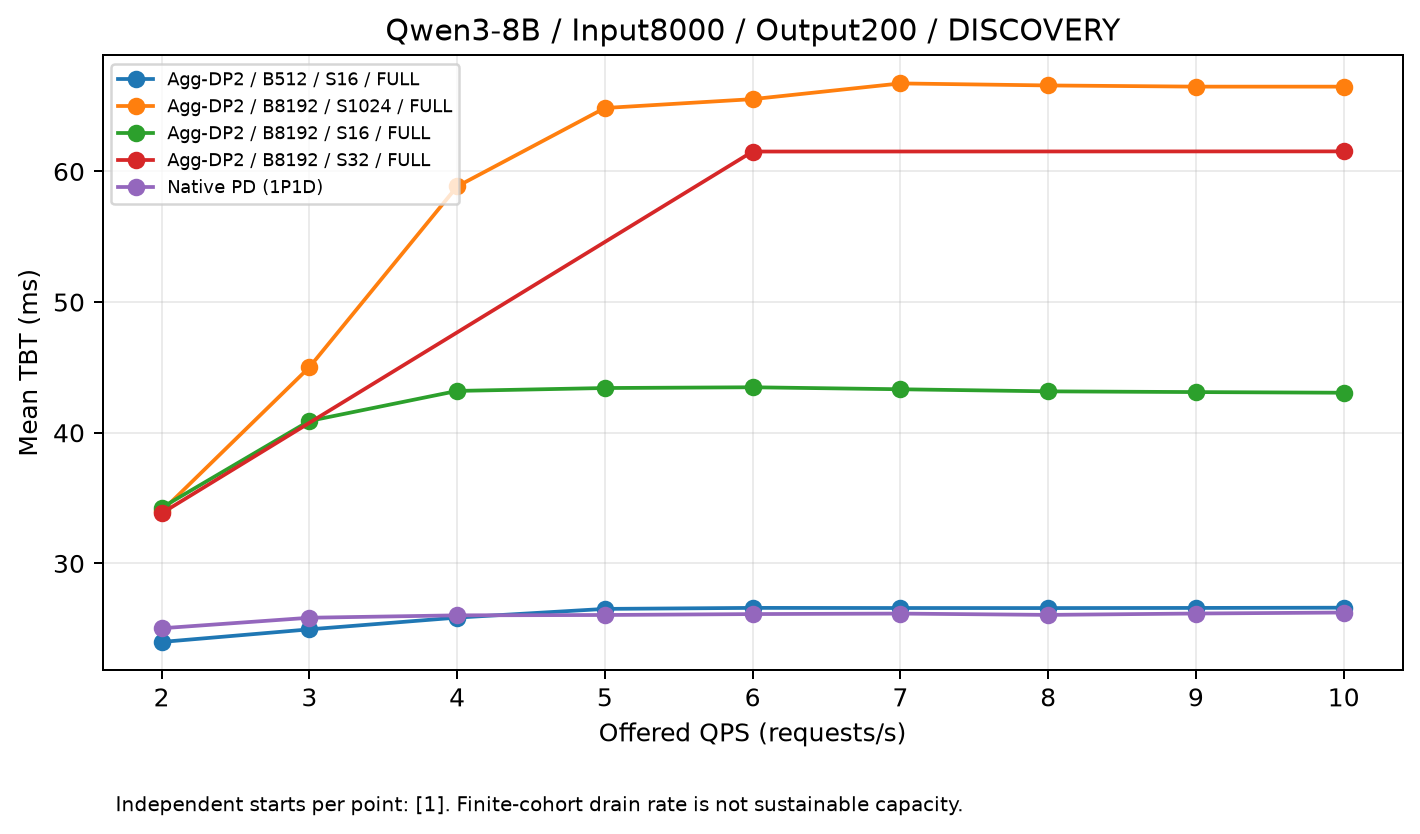 Qwen3-8B / Input8000 / Output200 / DISCOVERY
Agg-DP2 / B512 / S16 / FULL
Agg-DP2 / B8192 / S1024 / FULL
Agg-DP2 / B8192 / S16 / FULL
Agg-DP2 / B8192 / S32 / FULL
Native PD (1P1D)
Mean TBT (ms)
60
50
40
30
2 3 4 5 6 7 8 9 10
Offered QPS (requests/s)
Independent starts per point: [1]. Finite-cohort drain rate is not sustainable capacity.